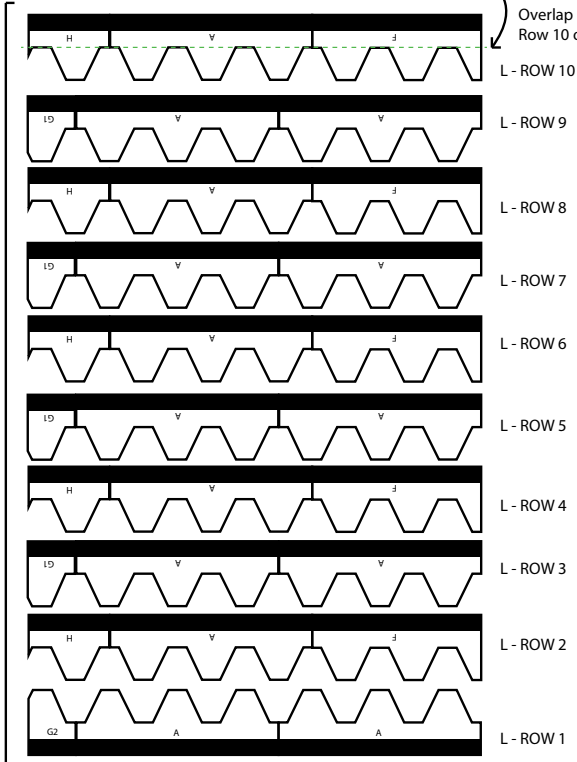 Overlap
Row 10
H A F
L - ROW 10
G1 A A
L - ROW 9
H A F
L - ROW 8
G1 A A
L - ROW 7
H A F
L - ROW 6
G1 A A
L - ROW 5
H A F
L - ROW 4
G1 A A
L - ROW 3
H A F
L - ROW 2
G2 A A
L - ROW 1